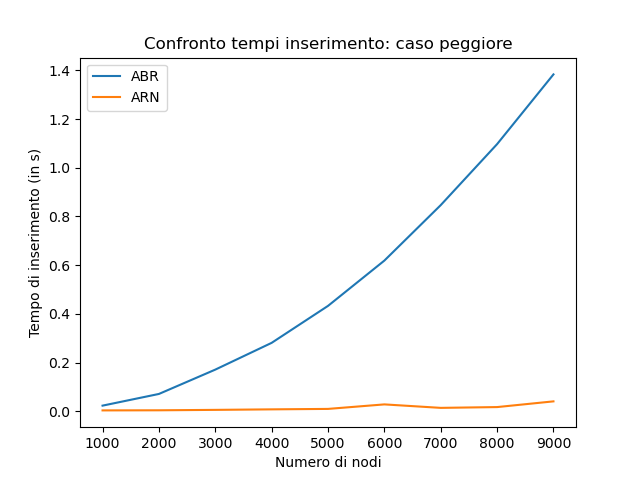 Confronto tempi inserimento: caso peggiore
ABR
ARN
Tempo di inserimento (in s)
1.4
1.2
1.0
0.8
0.6
0.4
0.2
0.0
1000 2000 3000 4000 5000 6000 7000 8000 9000
Numero di nodi